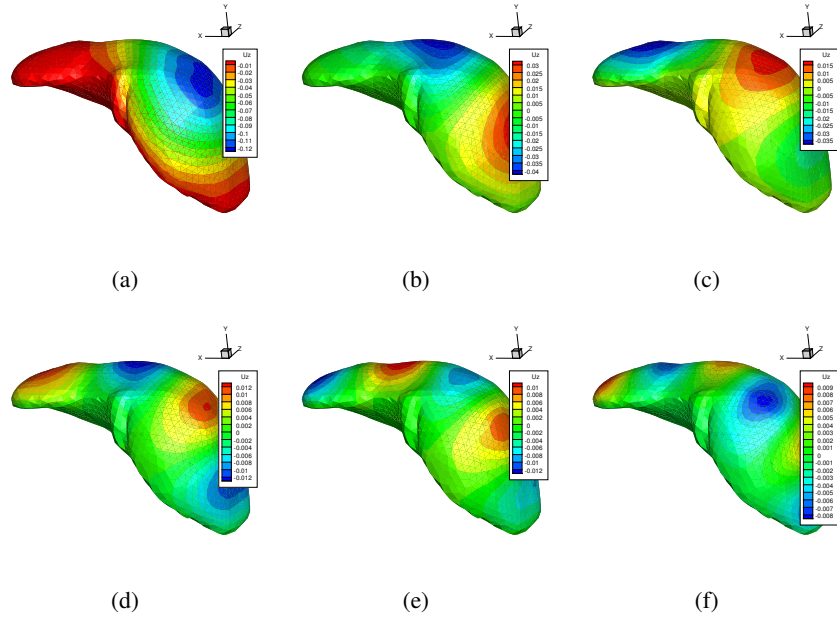 Y
X
Z
Uz
-0.01
-0.02
-0.03
-0.04
-0.05
-0.06
-0.07
-0.08
-0.09
-0.1
-0.11
-0.12
Y
X
Z
Uz
0.03
0.025
0.02
0.015
0.01
0.005
0
-0.005
-0.01
-0.015
-0.02
-0.025
-0.03
-0.035
-0.04
Y
X
Z
Uz
0.015
0.01
0.005
-0.005
-0.01
-0.015
-0.02
-0.025
-0.03
-0.035
(a)
(b)
(c)
Y
X
Z
Uz
0.012
0.01
0.008
0.006
0.004
0.002
0
-0.002
-0.004
-0.006
-0.008
-0.01
-0.012
Y
X
Z
Uz
0.01
0.008
0.006
0.004
0.002
-0.002
-0.004
-0.006
-0.008
-0.01
-0.012
Y
X
Z
Uz
0.009
0.008
0.007
0.006
0.005
0.004
0.003
0.002
0.001
0
-0.001
-0.002
-0.003
-0.004
-0.005
-0.006
-0.007
-0.008
(d)
(e)
(f)